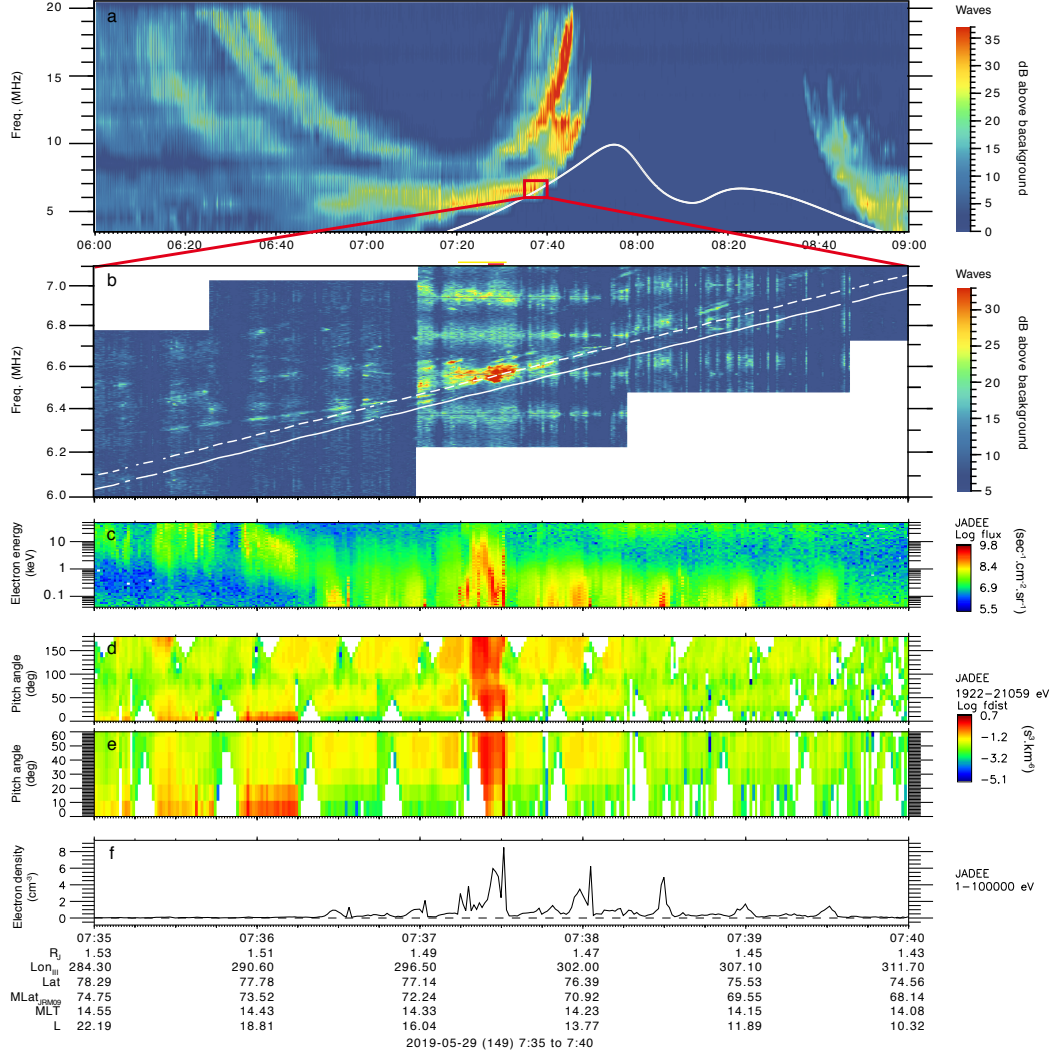 a
20
15
10
5
Freq. (MHz)
06:00 06:20 06:40 07:00 07:20 07:40 08:00 08:20 08:40 09:00
Waves
35
30
25
20
15
10
5
0
dB above bacakground
b
7.0
6.8
6.6
6.4
6.2
6.0
Freq. (MHz)
Waves
30
25
20
15
10
5
dB above bacakground
c
10
1
0.1
Electron energy
(keV)
JADEE
Log flux
9.8
8.4
6.9
5.5
(sec⁻¹.cm⁻².sr⁻¹)
d
150
100
50
0
Pitch angle
(deg)
e
60
50
40
30
20
10
0
Pitch angle
(deg)
JADEE
1922−21059 eV
Log fdist
0.7
−1.2
−3.2
−5.1
(s³.km⁻⁶)
f
8
6
4
2
0
Electron density
(cm⁻³)
JADEE
1−100000 eV
07:35 07:36 07:37 07:38 07:39 07:40
R_J 1.53 1.51 1.49 1.47 1.45 1.43
Lon_III 284.30 290.60 296.50 302.00 307.10 311.70
Lat 78.29 77.78 77.14 76.39 75.53 74.56
MLat_JRM09 74.75 73.52 72.24 70.92 69.55 68.14
MLT 14.55 14.43 14.33 14.23 14.15 14.08
L 22.19 18.81 16.04 13.77 11.89 10.32
2019-05-29 (149) 7:35 to 7:40